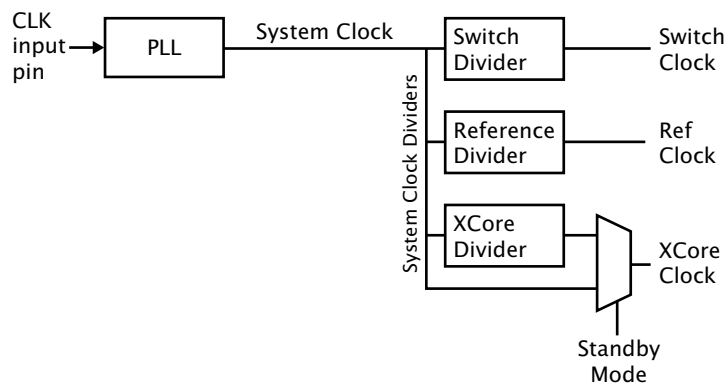 CLK
input
pin
PLL
System Clock
System Clock Dividers
Switch
Divider
Switch
Clock
Reference
Divider
Ref
Clock
XCore
Divider
XCore
Clock
Standby
Mode